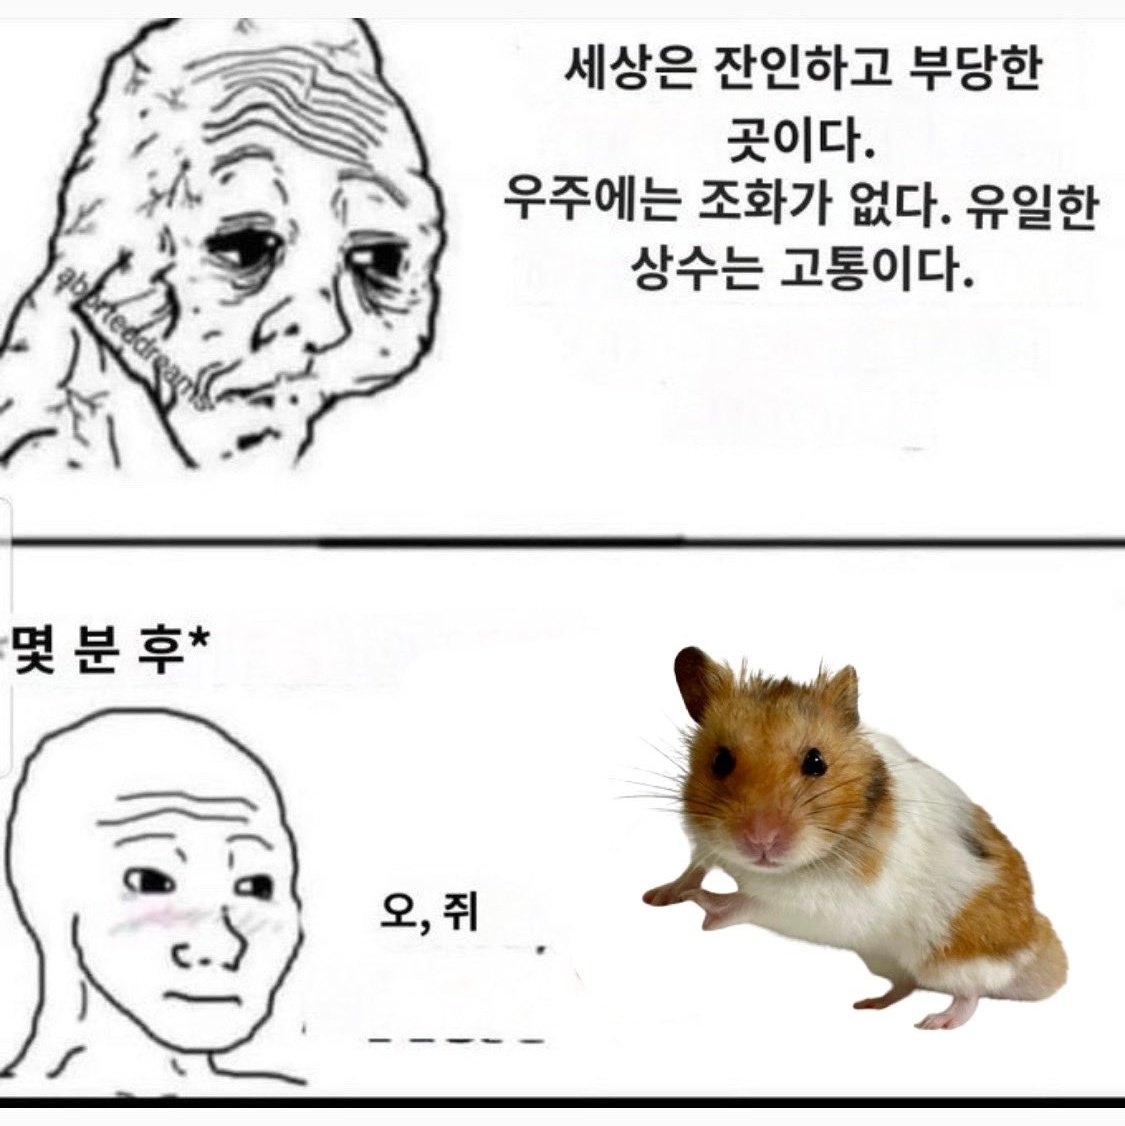 세상은 잔인하고 부당한
곳이다.
우주에는 조화가 없다. 유일한
상수는 고통이다.
aborteddreams
*몇 분 후*
오, 쥐